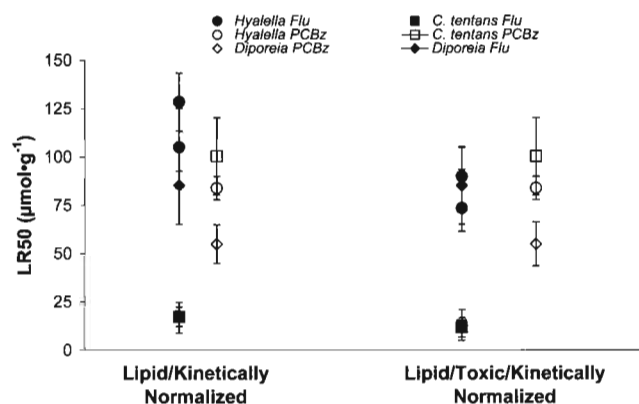 Hyalella Flu
C. tentans Flu
Hyalella PCBz
C. tentans PCBz
Diporeia PCBz
Diporeia Flu
LR50 (µmol•g-1)
150
125
100
75
50
25
0
Lipid/Kinetically
Normalized
Lipid/Toxic/Kinetically
Normalized